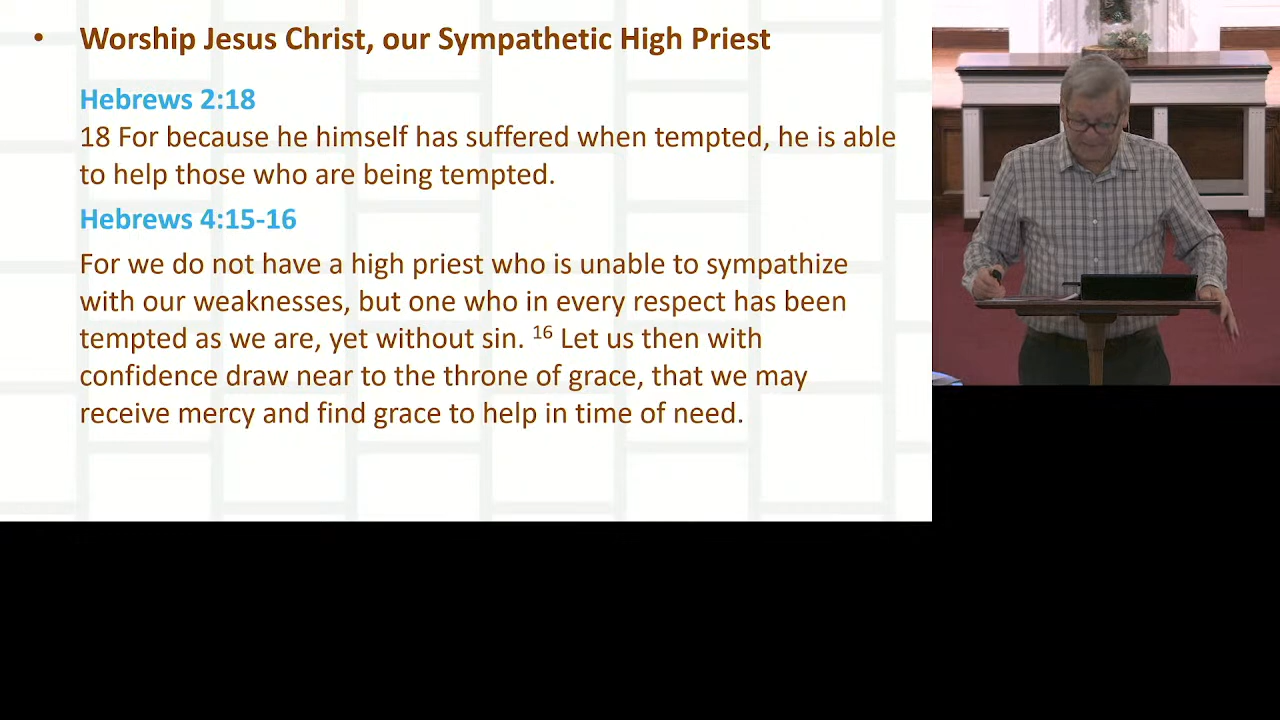 • Worship Jesus Christ, our Sympathetic High Priest
Hebrews 2:18
18 For because he himself has suffered when tempted, he is able
to help those who are being tempted.
Hebrews 4:15-16
For we do not have a high priest who is unable to sympathize
with our weaknesses, but one who in every respect has been
tempted as we are, yet without sin. 16 Let us then with
confidence draw near to the throne of grace, that we may
receive mercy and find grace to help in time of need.